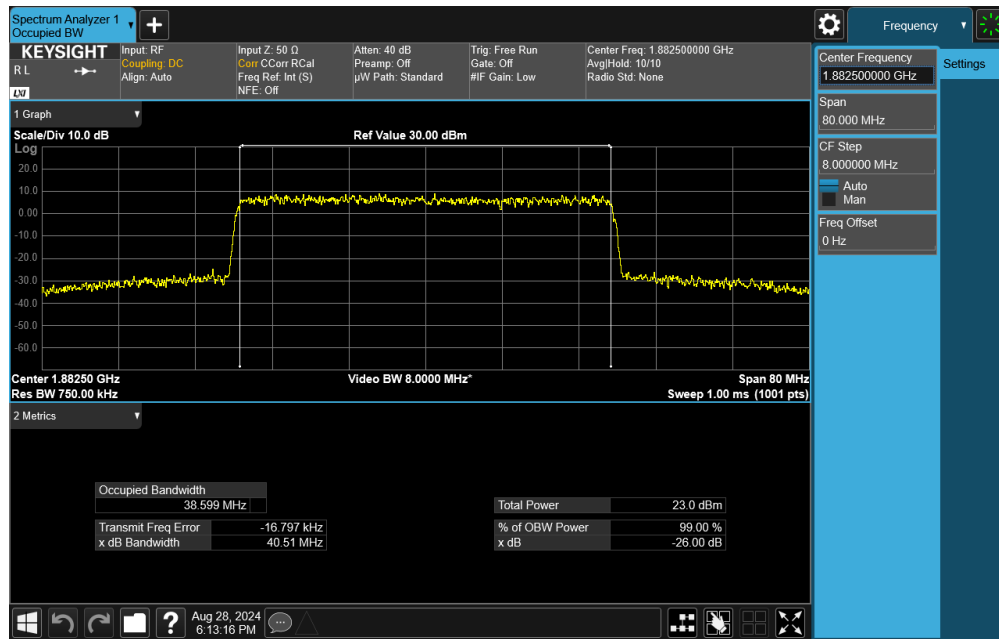 Spectrum Analyzer 1
Occupied BW
+
Frequency
KEYSIGHT
R L
LXI
Input: RF
Coupling: DC
Align: Auto
Input Z: 50 Ω
Corr CCorr RCal
Freq Ref: Int (S)
NFE: Off
Atten: 40 dB
Preamp: Off
µW Path: Standard
Trig: Free Run
Gate: Off
#IF Gain: Low
Center Freq: 1.882500000 GHz
Avg|Hold: 10/10
Radio Std: None
Center Frequency
1.882500000 GHz
Settings
Span
80.000 MHz
CF Step
8.000000 MHz
Auto
Man
Freq Offset
0 Hz
1 Graph
Scale/Div 10.0 dB
Ref Value 30.00 dBm
Log
20.0
10.0
0.00
-10.0
-20.0
-30.0
-40.0
-50.0
-60.0
Center 1.88250 GHz
Video BW 8.0000 MHz*
Span 80 MHz
Res BW 750.00 kHz
Sweep 1.00 ms (1001 pts)
2 Metrics
Occupied Bandwidth
38.599 MHz
Total Power 23.0 dBm
Transmit Freq Error -16.797 kHz
% of OBW Power 99.00 %
x dB Bandwidth 40.51 MHz
x dB -26.00 dB
?
Aug 28, 2024
6:13:16 PM